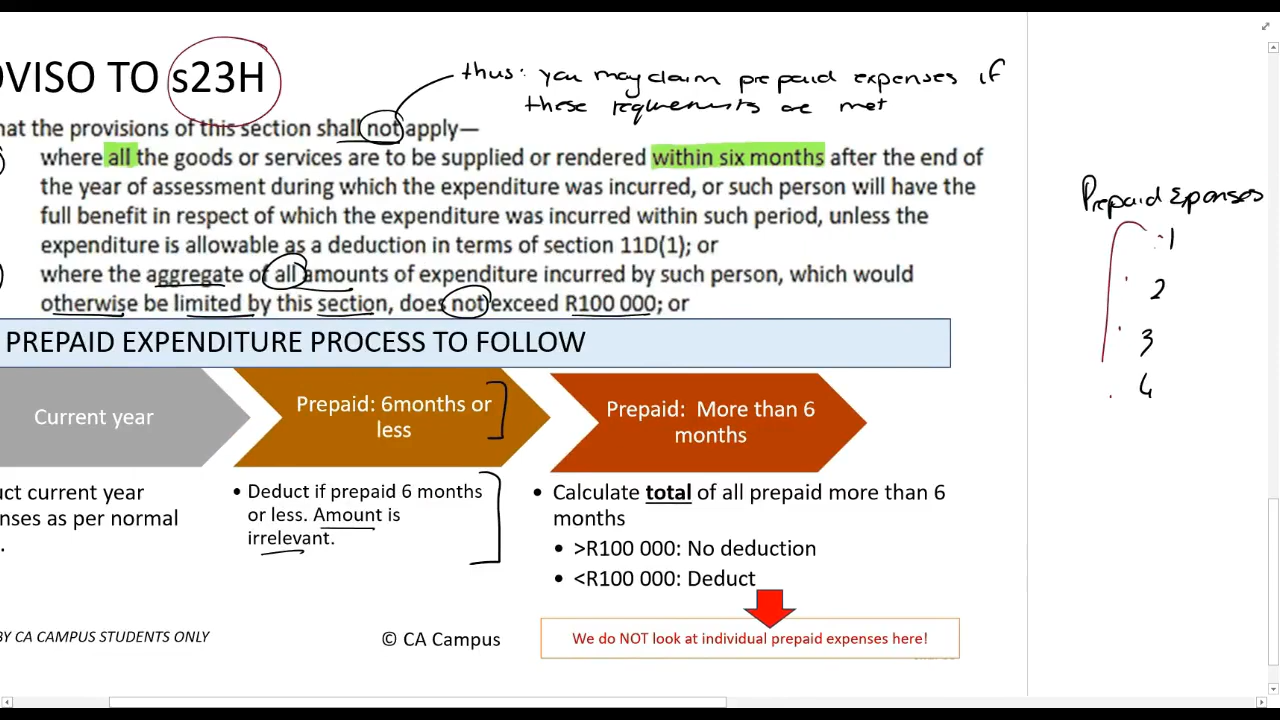 OVISO TO s23H
thus: you may claim prepaid expenses if
these requirements are met
hat the provisions of this section shall not apply—
where all the goods or services are to be supplied or rendered within six months after the end of
the year of assessment during which the expenditure was incurred, or such person will have the
full benefit in respect of which the expenditure was incurred within such period, unless the
expenditure is allowable as a deduction in terms of section 11D(1); or
where the aggregate of all amounts of expenditure incurred by such person, which would
otherwise be limited by this section, does not exceed R100 000; or
Prepaid Expenses
1
2
3
4
PREPAID EXPENDITURE PROCESS TO FOLLOW
Current year
Prepaid: 6months or
less
Prepaid: More than 6
months
uct current year
enses as per normal
.
• Deduct if prepaid 6 months
or less. Amount is
irrelevant.
• Calculate total of all prepaid more than 6
months
• >R100 000: No deduction
• <R100 000: Deduct
We do NOT look at individual prepaid expenses here!
BY CA CAMPUS STUDENTS ONLY
© CA Campus